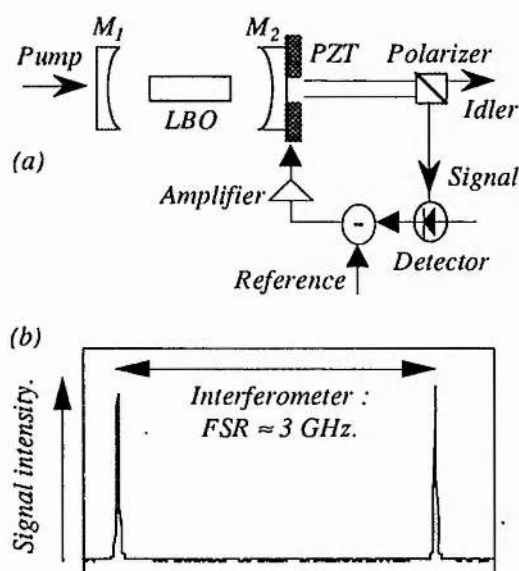 M₁
M₂
PZT
Polarizer
Pump
LBO
Idler
(a)
Signal
Amplifier
-
Detector
Reference
(b)
Interferometer :
FSR ≈ 3 GHz.
Signal intensity.